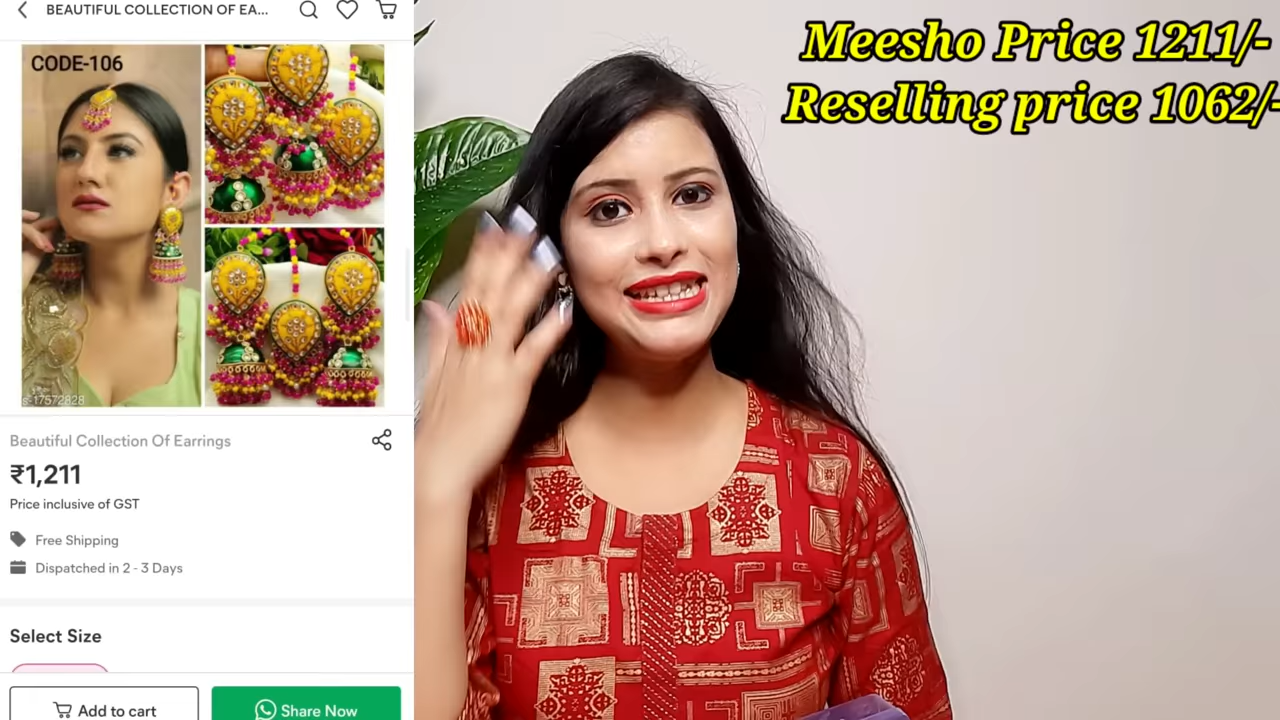 BEAUTIFUL COLLECTION OF EA...
CODE-106
s-17572828
Beautiful Collection Of Earrings
₹1,211
Price inclusive of GST
Free Shipping
Dispatched in 2 - 3 Days
Select Size
Add to cart
Share Now
Meesho Price 1211/-
Reselling price 1062/-